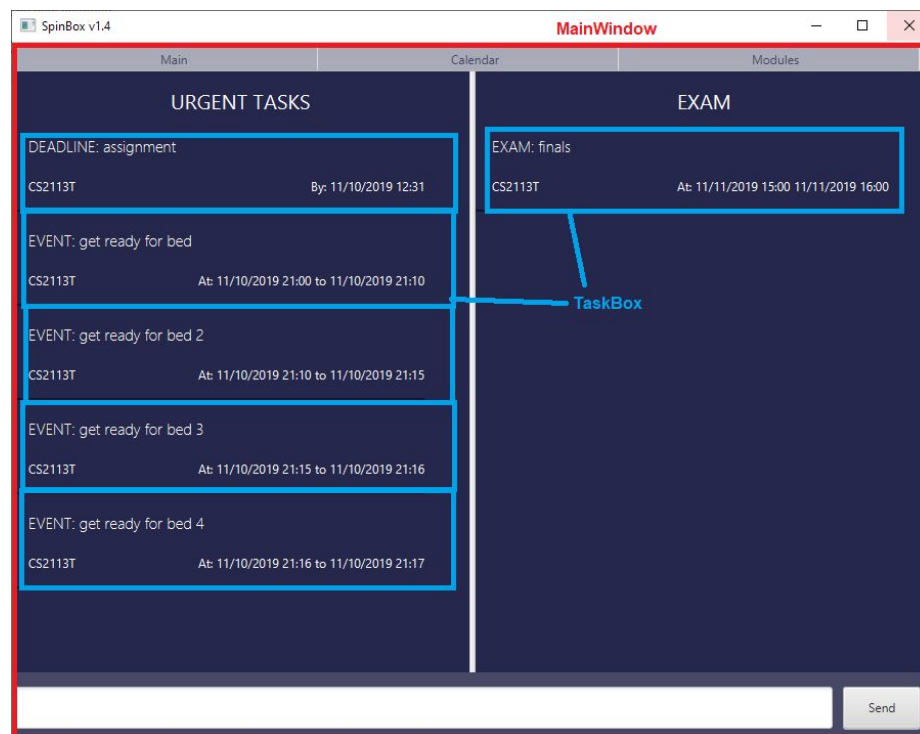 SpinBox v1.4
MainWindow
Main
Calendar
Modules
URGENT TASKS
DEADLINE: assignment
CS2113T By: 11/10/2019 12:31
EVENT: get ready for bed
CS2113T At: 11/10/2019 21:00 to 11/10/2019 21:10
EVENT: get ready for bed 2
CS2113T At: 11/10/2019 21:10 to 11/10/2019 21:15
EVENT: get ready for bed 3
CS2113T At: 11/10/2019 21:15 to 11/10/2019 21:16
EVENT: get ready for bed 4
CS2113T At: 11/10/2019 21:16 to 11/10/2019 21:17
EXAM
EXAM: finals
CS2113T At: 11/11/2019 15:00 11/11/2019 16:00
TaskBox
Send